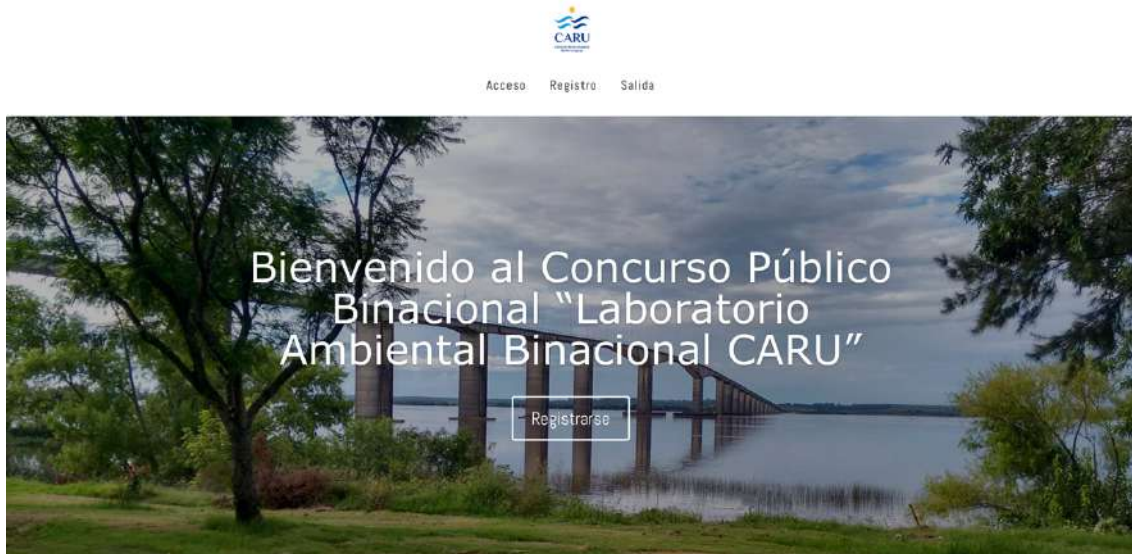 CARU
Acceso Registro Salida
Bienvenido al Concurso Público
Binacional “Laboratorio
Ambiental Binacional CARU”
Registrarse